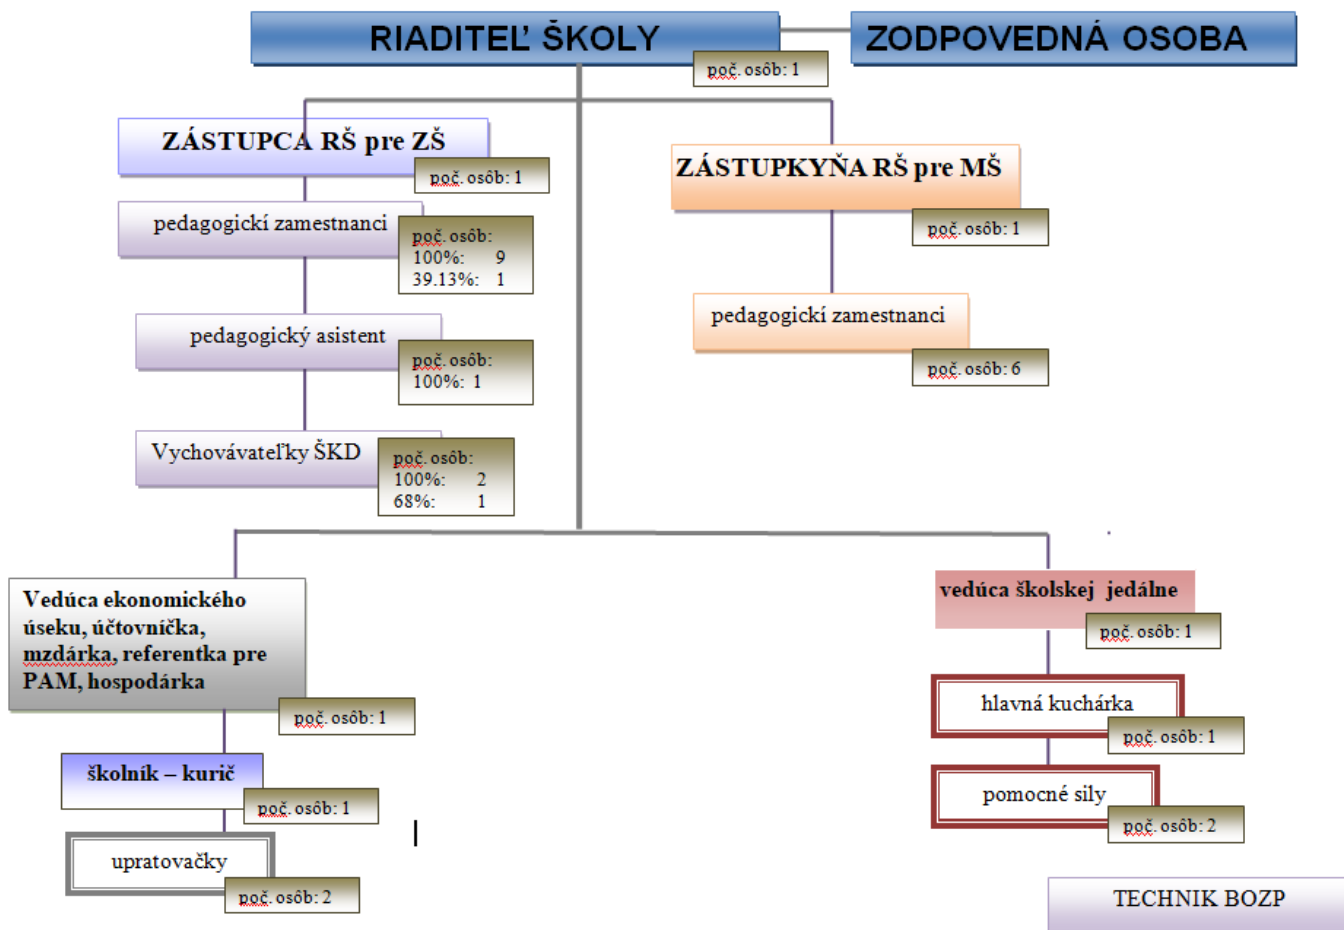 RIADITEĽ ŠKOLY
poč. osôb: 1
ZODPOVEDNÁ OSOBA
ZÁSTUPCA RŠ pre ZŠ
poč. osôb: 1
pedagogickí zamestnanci
poč. osôb:
100%: 9
39.13%: 1
pedagogický asistent
poč. osôb:
100%: 1
Vychovávateľky ŠKD
poč. osôb:
100%: 2
68%: 1
ZÁSTUPKYŇA RŠ pre MŠ
poč. osôb: 1
pedagogickí zamestnanci
poč. osôb: 6
Vedúca ekonomického
úseku, účtovníčka,
mzdárka, referentka pre
PAM, hospodárka
poč. osôb: 1
školník – kurič
poč. osôb: 1
upratovačky
poč. osôb: 2
vedúca školskej jedálne
poč. osôb: 1
hlavná kuchárka
poč. osôb: 1
pomocné sily
poč. osôb: 2
TECHNIK BOZP